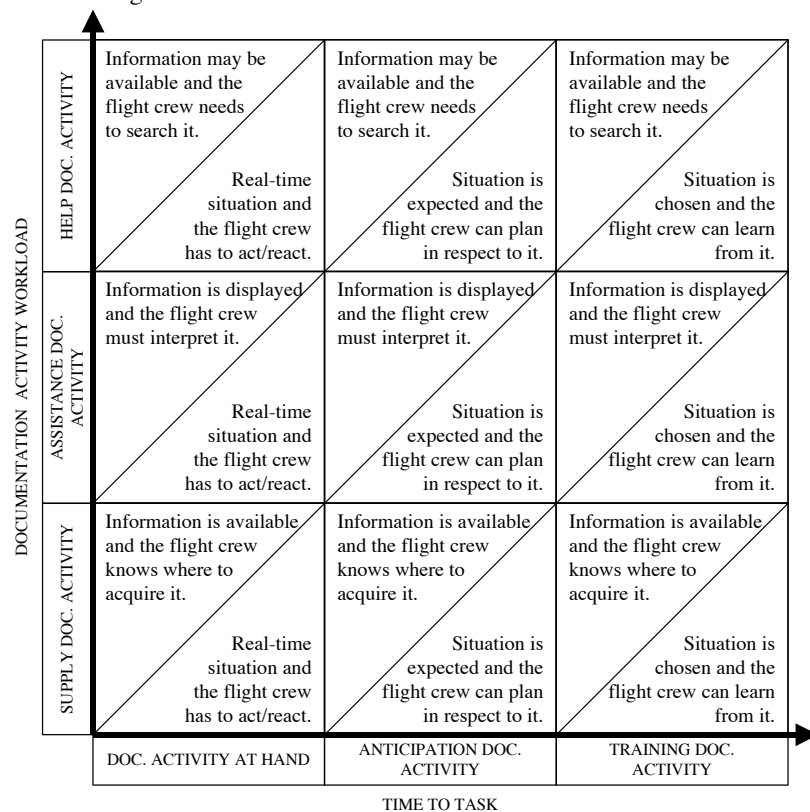 DOCUMENTATION ACTIVITY WORKLOAD
HELP DOC. ACTIVITY
Information may be
available and the
flight crew needs
to search it.
Real-time
situation and
the flight crew
has to act/react.
Information may be
available and the
flight crew needs
to search it.
Situation is
expected and the
flight crew can plan
in respect to it.
Information may be
available and the
flight crew needs
to search it.
Situation is
chosen and the
flight crew can learn
from it.
ASSISTANCE DOC.
ACTIVITY
Information is displayed
and the flight crew
must interpret it.
Real-time
situation and
the flight crew
has to act/react.
Information is displayed
and the flight crew
must interpret it.
Situation is
expected and the
flight crew can plan
in respect to it.
Information is displayed
and the flight crew
must interpret it.
Situation is
chosen and the
flight crew can learn
from it.
SUPPLY DOC. ACTIVITY
Information is available
and the flight crew
knows where to
acquire it.
Real-time
situation and
the flight crew
has to act/react.
Information is available
and the flight crew
knows where to
acquire it.
Situation is
expected and the
flight crew can plan
in respect to it.
Information is available
and the flight crew
knows where to
acquire it.
Situation is
chosen and the
flight crew can learn
from it.
DOC. ACTIVITY AT HAND
ANTICIPATION DOC.
ACTIVITY
TRAINING DOC.
ACTIVITY
TIME TO TASK